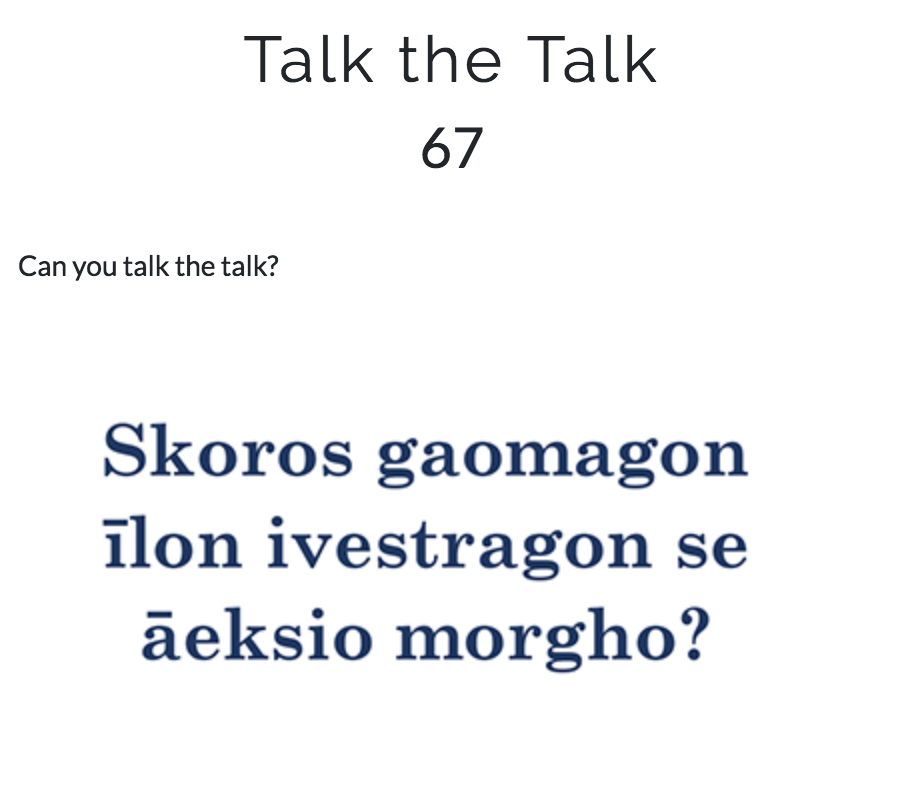 Talk the Talk
67
Can you talk the talk?
Skoros gaomagon
īlon ivestragon se
āeksio morgho?